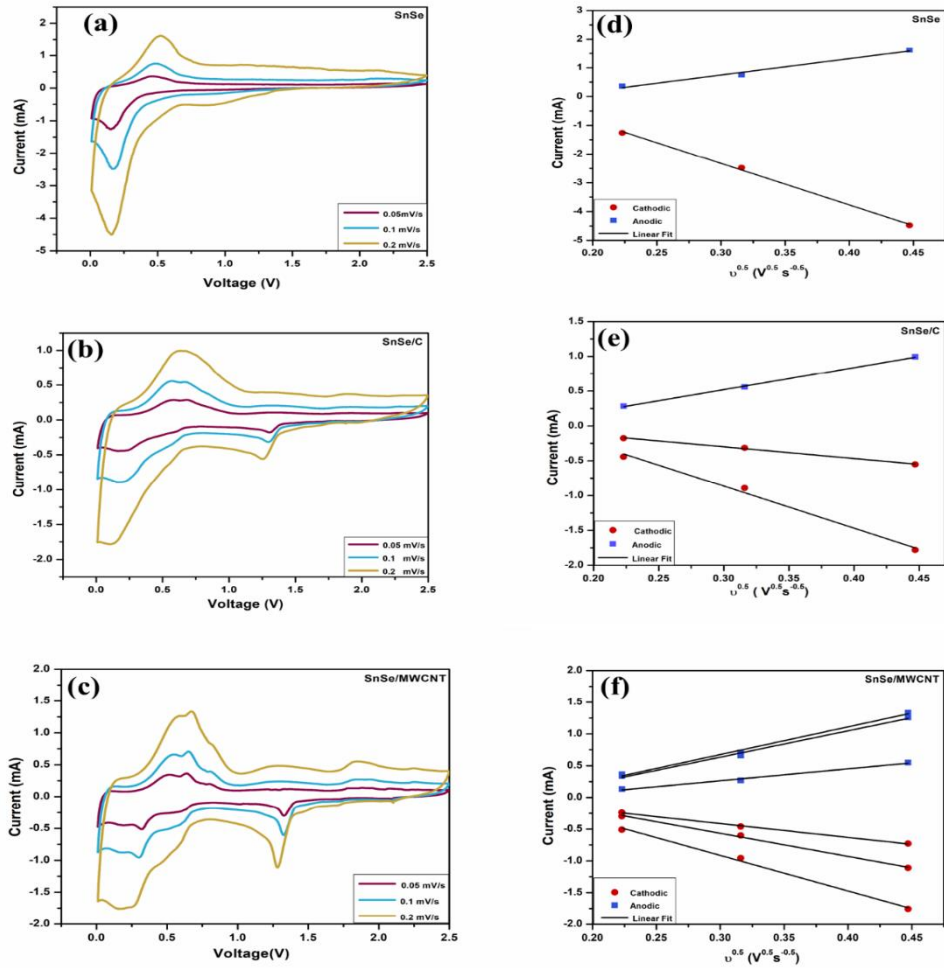 (a)
SnSe
2
1
0
-1
-2
-3
-4
-5
Current (mA)
0.05mV/s
0.1 mV/s
0.2 mV/s
0.0 0.5 1.0 1.5 2.0 2.5
Voltage (V)
(d)
SnSe
3
2
1
0
-1
-2
-3
-4
-5
Current (mA)
Cathodic
Anodic
Linear Fit
0.20 0.25 0.30 0.35 0.40 0.45
υ0.5 (V0.5 s-0.5)
(b)
SnSe/C
1.0
0.5
0.0
-0.5
-1.0
-1.5
-2.0
Current (mA)
0.05 mV/s
0.1 mV/s
0.2 mV/s
0.0 0.5 1.0 1.5 2.0 2.5
Voltage (V)
(e)
SnSe/C
1.5
1.0
0.5
0.0
-0.5
-1.0
-1.5
-2.0
Current (mA)
Cathodic
Anodic
Linear Fit
0.20 0.25 0.30 0.35 0.40 0.45
υ0.5 ( V0.5s-0.5)
(c)
SnSe/MWCNT
2.0
1.5
1.0
0.5
0.0
-0.5
-1.0
-1.5
-2.0
Current (mA)
0.05 mV/s
0.1 mV/s
0.2 mV/s
0.0 0.5 1.0 1.5 2.0 2.5
Voltage(V)
(f)
SnSe/MWCNT
2.0
1.5
1.0
0.5
0.0
-0.5
-1.0
-1.5
-2.0
Current (mA)
Cathodic
Anodic
Linear Fit
0.20 0.25 0.30 0.35 0.40 0.45
υ0.5 (V0.5 s-0.5)